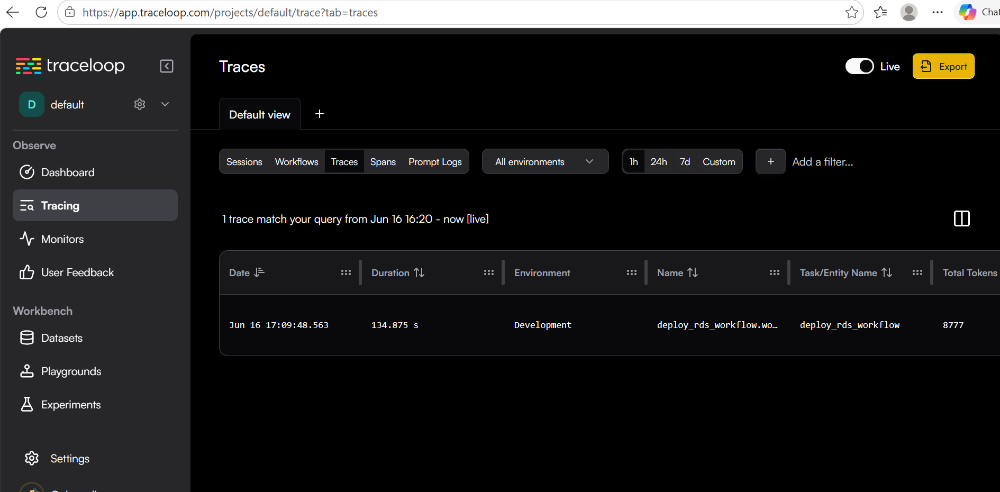 https://app.traceloop.com/projects/default/trace?tab=traces
Chat
traceloop
D default
Observe
Dashboard
Tracing
Monitors
User Feedback
Workbench
Datasets
Playgrounds
Experiments
Settings
Traces
Live
Export
Default view +
Sessions Workflows Traces Spans Prompt Logs All environments 1h 24h 7d Custom + Add a filter...
1 trace match your query from Jun 16 16:20 - now [live]
Date Duration Environment Name Task/Entity Name Total Tokens
Jun 16 17:09:48.563 134.875 s Development deploy_rds_workflow.wo… deploy_rds_workflow 8777